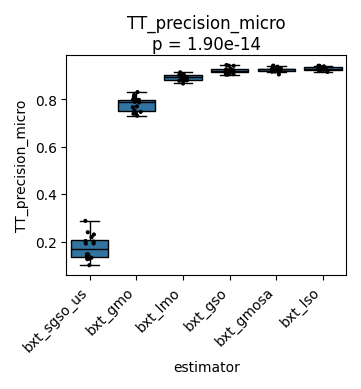 TT_precision_micro
p = 1.90e-14
TT_precision_micro
0.8
0.6
0.4
0.2
bxt_sgso_us
bxt_gmo
bxt_lmo
bxt_gso
bxt_gmosa
bxt_lso
estimator